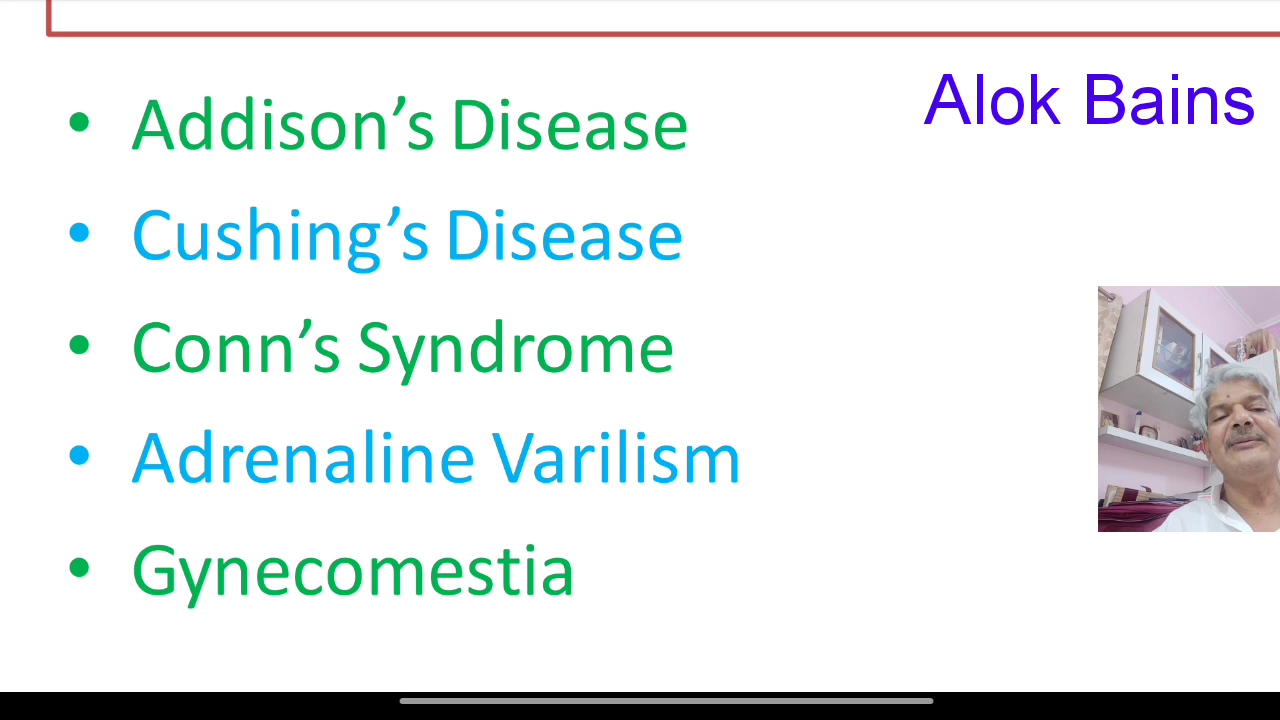 Alok Bains
• Addison’s Disease
• Cushing’s Disease
• Conn’s Syndrome
• Adrenaline Varilism
• Gynecomestia